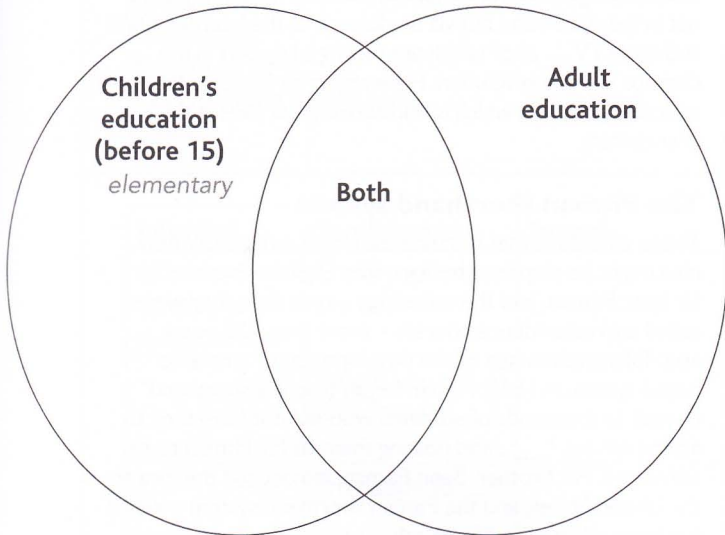 Children's
education
(before 15)
elementary
Both
Adult
education